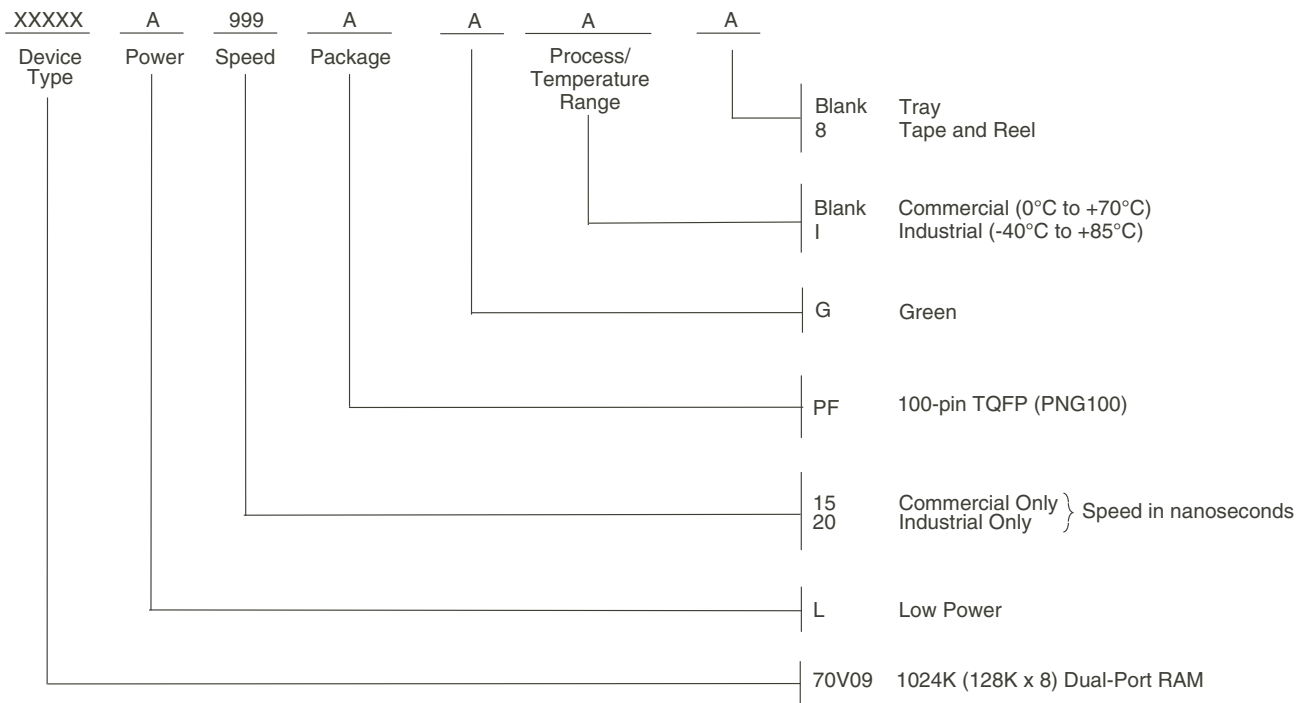 XXXXX A 999 A A A A
Device Type Power Speed Package Process/ Temperature Range
Blank Tray
8 Tape and Reel
Blank Commercial (0°C to +70°C)
I Industrial (-40°C to +85°C)
G Green
PF 100-pin TQFP (PNG100)
15 Commercial Only
20 Industrial Only
Speed in nanoseconds
L Low Power
70V09 1024K (128K x 8) Dual-Port RAM